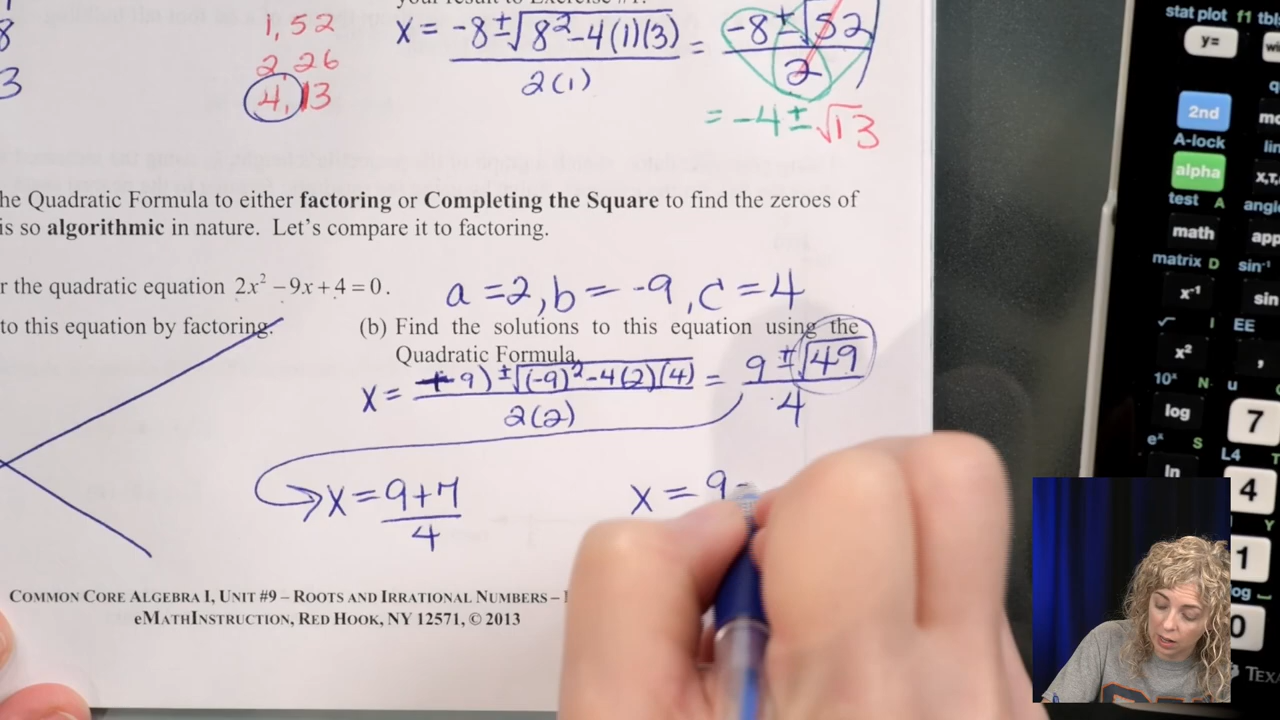 your result to Exercise #1.
8
3
1, 52
2, 26
4, 13
x = -8 ± √8² - 4(1)(3) / 2(1) = -8 ± √52 / 2
= -4 ± √13
he Quadratic Formula to either factoring or Completing the Square to find the zeroes of
is so algorithmic in nature. Let's compare it to factoring.
r the quadratic equation 2x² - 9x + 4 = 0. a = 2, b = -9, c = 4
to this equation by factoring.
(b) Find the solutions to this equation using the
Quadratic Formula.
x = + 9) ± √(-9)² - 4(2)(4) / 2(2) = 9 ± √49 / 4
x = 9 + 7 / 4
x = 9 -
COMMON CORE ALGEBRA I, UNIT #9 – ROOTS AND IRRATIONAL NUMBERS –
eMATHINSTRUCTION, RED HOOK, NY 12571, © 2013
stat plot f1 tbl
y=
2nd
A-lock
alpha
test A angl
math app
matrix D sin⁻¹
x⁻¹ sin
√ I EE
x² ,
10ˣ N u
log 7
eˣ S L4 T
ln 4
Y
1
0
TEX